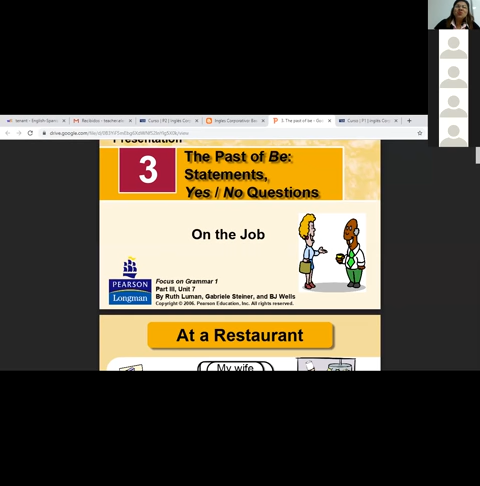 Presentation
3
The Past of Be:
Statements,
Yes / No Questions
On the Job
PEARSON
Longman
Focus on Grammar 1
Part III, Unit 7
By Ruth Luman, Gabriele Steiner, and BJ Wells
Copyright © 2006. Pearson Education, Inc. All rights reserved.
At a Restaurant
My wife